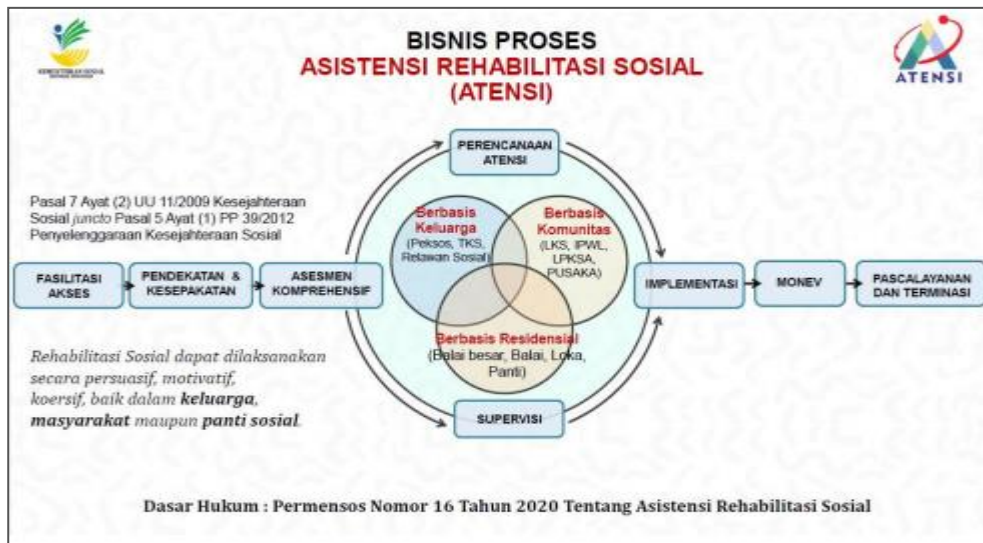 BISNIS PROSES
ASISTENSI REHABILITASI SOSIAL
(ATENSI)
KEMENTERIAN SOSIAL
ATENSI
PERENCANAAN
ATENSI
Pasal 7 Ayat (2) UU 11/2009 Kesejahteraan
Sosial juncto Pasal 5 Ayat (1) PP 39/2012
Penyelenggaraan Kesejahteraan Sosial
Berbasis
Keluarga
(Peksos, TKS,
Relawan Sosial)
Berbasis
Komunitas
(LKS, IPWL,
LPKSA,
PUSAKA)
FASILITASI
AKSES
PENDEKATAN &
KESEPAKATAN
ASESMEN
KOMPREHENSIF
IMPLEMENTASI
MONEV
PASCALAYANAN
DAN TERMINASI
Berbasis Residensial
(Balai besar, Balai, Loka,
Panti)
Rehabilitasi Sosial dapat dilaksanakan
secara persuasif, motivatif,
koersif, baik dalam keluarga,
masyarakat maupun panti sosial.
SUPERVISI
Dasar Hukum : Permensos Nomor 16 Tahun 2020 Tentang Asistensi Rehabilitasi Sosial